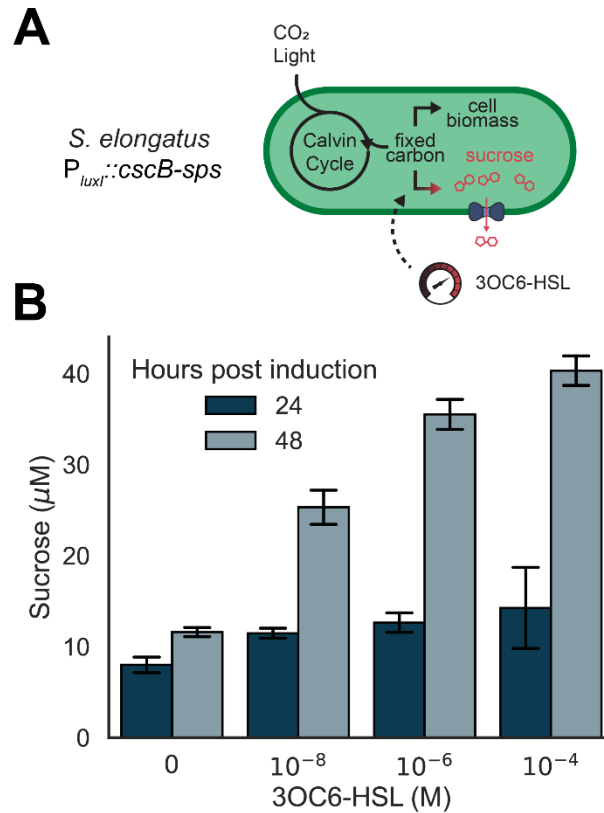 A
CO₂
Light
S. elongatus
P luxI::cscB-sps
Calvin
Cycle
fixed
carbon
cell
biomass
sucrose
3OC6-HSL
B
Hours post induction
24
48
Sucrose (μM)
40
30
20
10
0
0
10⁻⁸
10⁻⁶
10⁻⁴
3OC6-HSL (M)